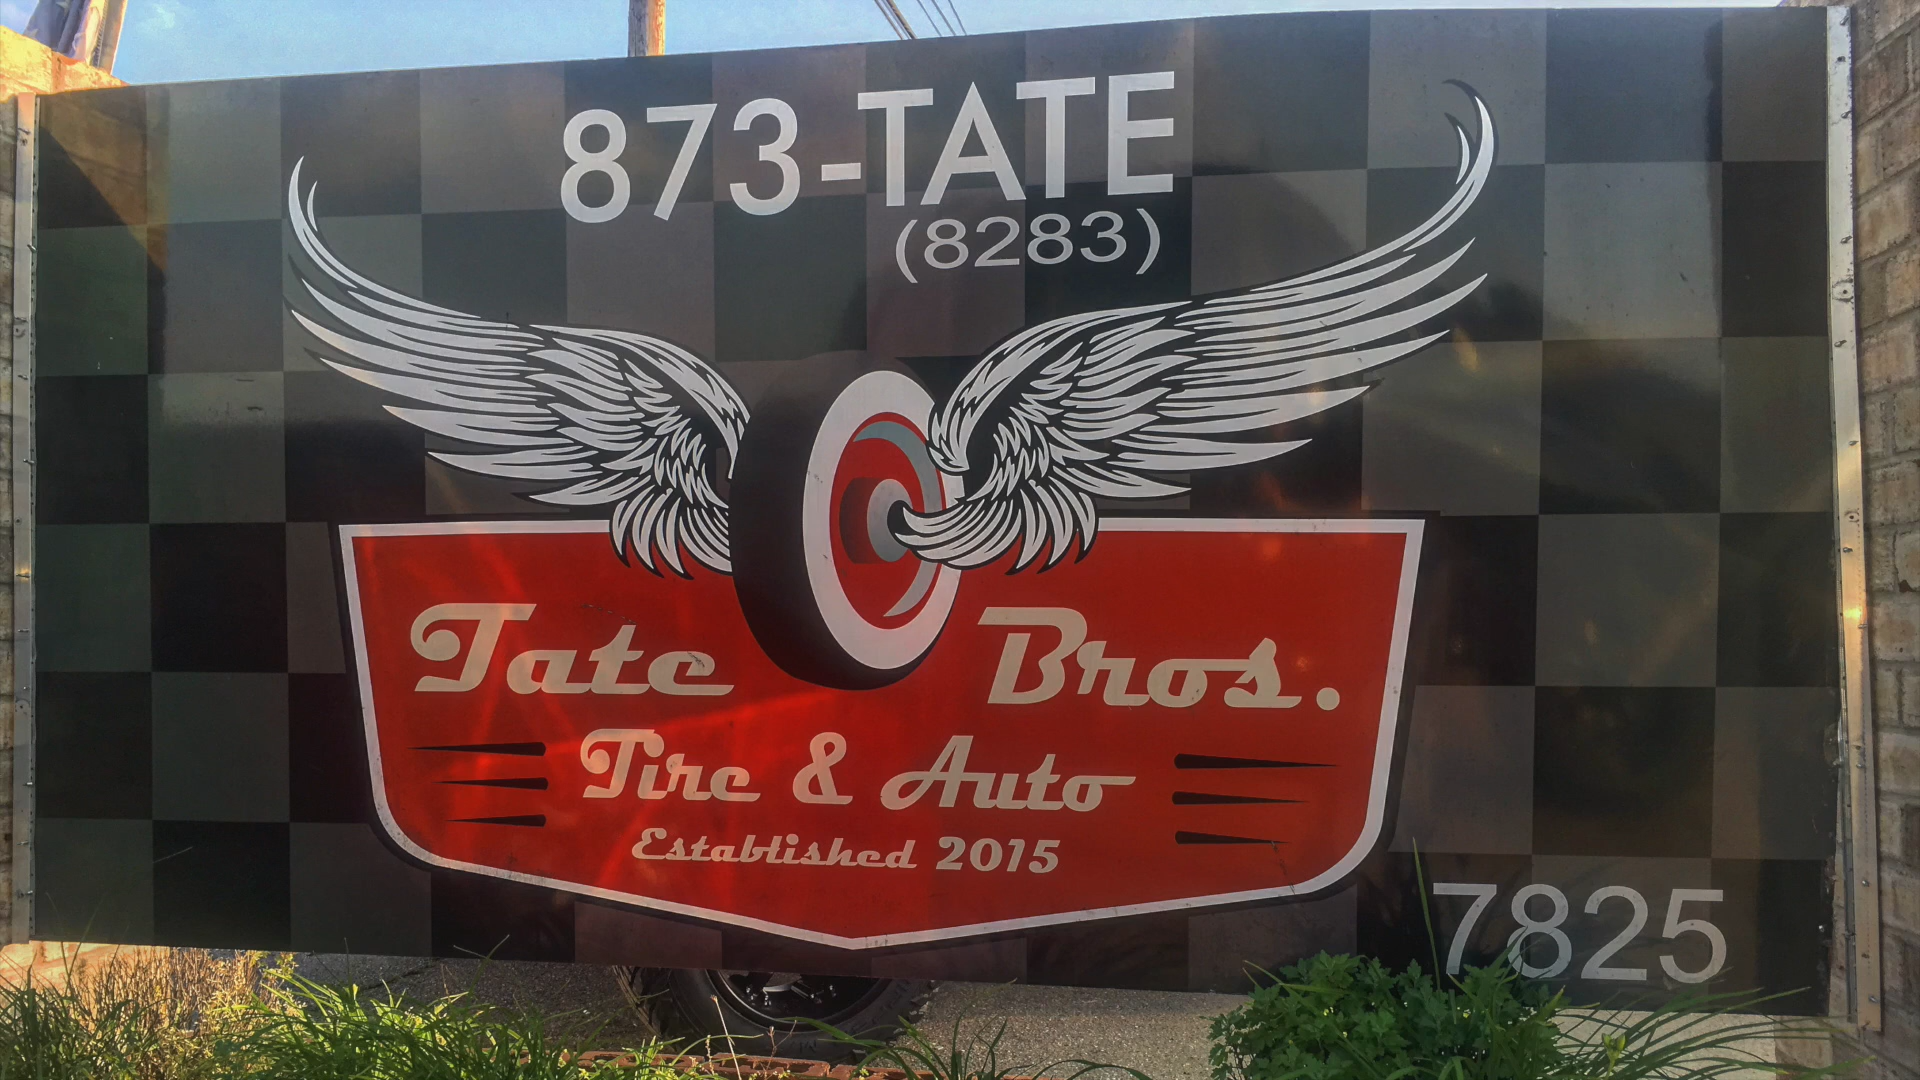 873-TATE
(8283)
Tate Bros.
Tire & Auto
Established 2015
7825